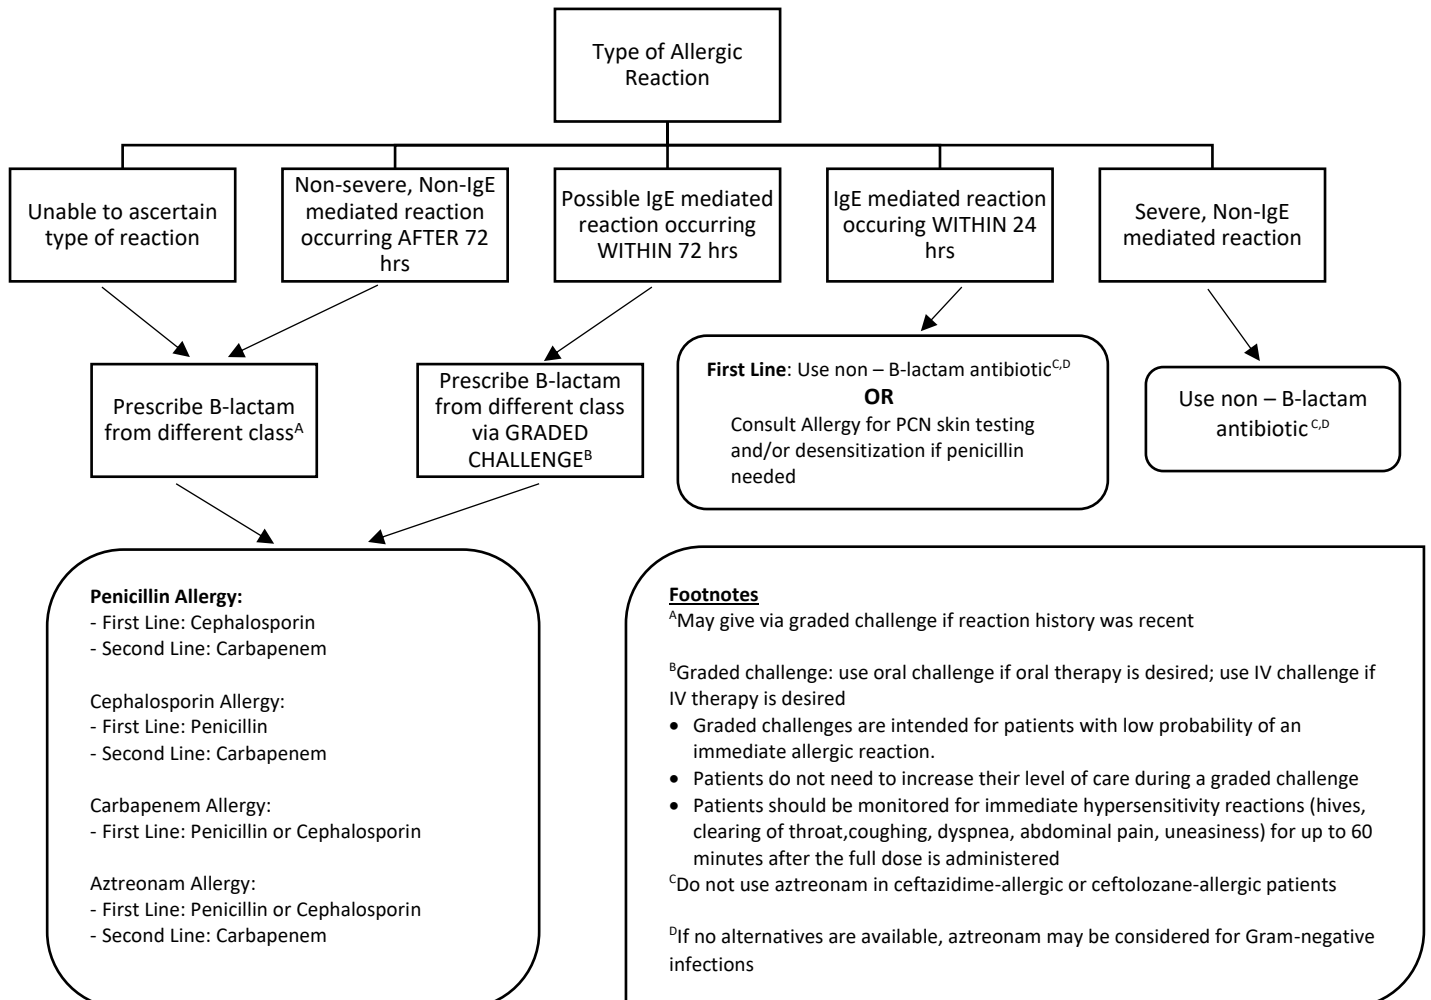 Type of Allergic
Reaction
Unable to ascertain
type of reaction
Non-severe, Non-IgE
mediated reaction
occurring AFTER 72
hrs
Possible IgE mediated
reaction occurring
WITHIN 72 hrs
IgE mediated reaction
occuring WITHIN 24
hrs
Severe, Non-IgE
mediated reaction
Prescribe B-lactam
from different classA
Prescribe B-lactam
from different class
via GRADED
CHALLENGEB
First Line: Use non – B-lactam antibioticC,D
OR
Consult Allergy for PCN skin testing
and/or desensitization if penicillin
needed
Use non – B-lactam
antibiotic C,D
Penicillin Allergy:
- First Line: Cephalosporin
- Second Line: Carbapenem
Cephalosporin Allergy:
- First Line: Penicillin
- Second Line: Carbapenem
Carbapenem Allergy:
- First Line: Penicillin or Cephalosporin
Aztreonam Allergy:
- First Line: Penicillin or Cephalosporin
- Second Line: Carbapenem
Footnotes
AMay give via graded challenge if reaction history was recent
BGraded challenge: use oral challenge if oral therapy is desired; use IV challenge if
IV therapy is desired
• Graded challenges are intended for patients with low probability of an
immediate allergic reaction.
• Patients do not need to increase their level of care during a graded challenge
• Patients should be monitored for immediate hypersensitivity reactions (hives,
clearing of throat,coughing, dyspnea, abdominal pain, uneasiness) for up to 60
minutes after the full dose is administered
CDo not use aztreonam in ceftazidime-allergic or ceftolozane-allergic patients
DIf no alternatives are available, aztreonam may be considered for Gram-negative
infections